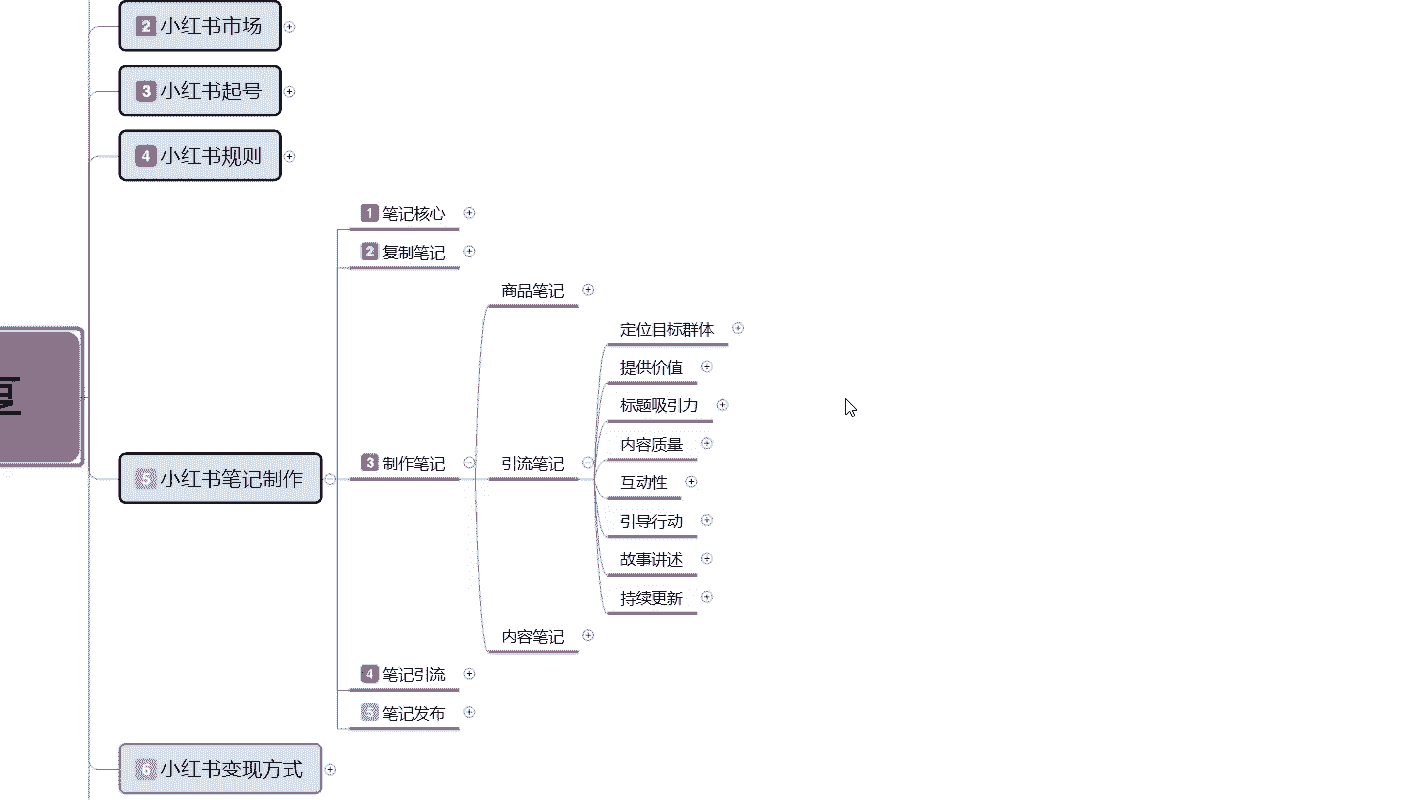 2 小红书市场
3 小红书起号
4 小红书规则
1 笔记核心
2 复制笔记
商品笔记
定位目标群体
提供价值
标题吸引力
内容质量
5 小红书笔记制作
3 制作笔记
引流笔记
互动性
引导行动
故事讲述
持续更新
内容笔记
4 笔记引流
5 笔记发布
6 小红书变现方式